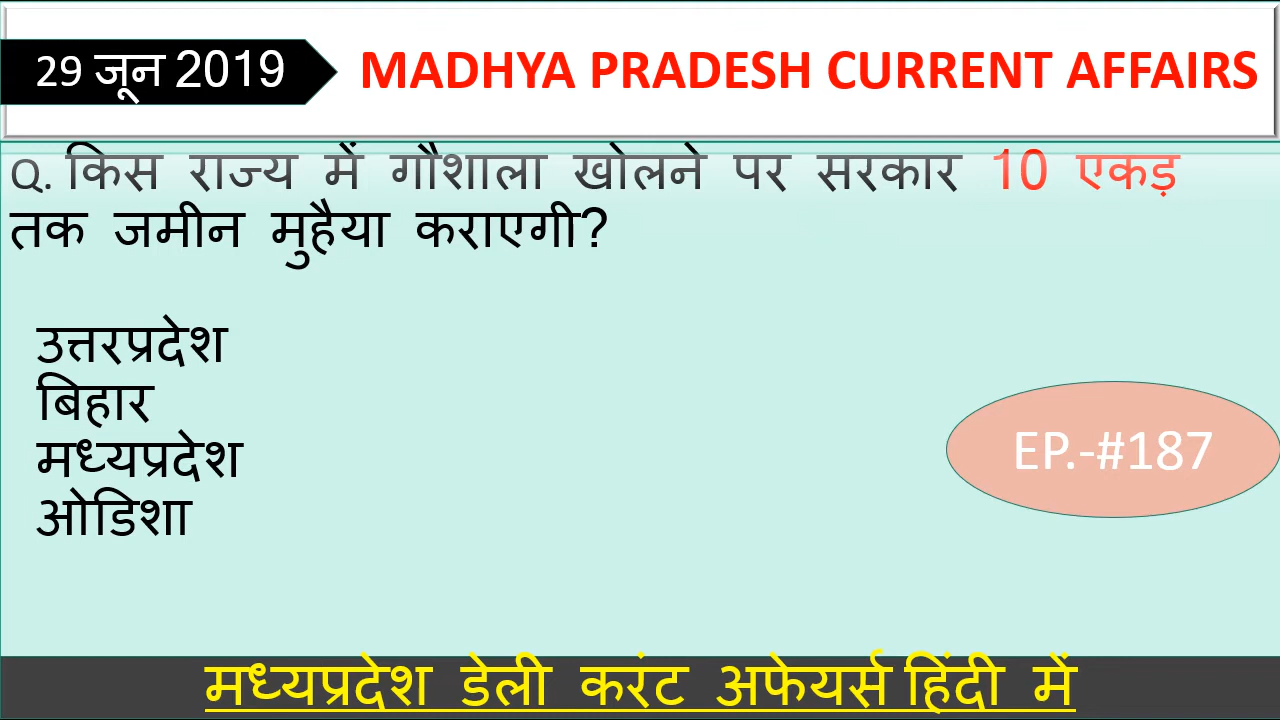 29 जून 2019
MADHYA PRADESH CURRENT AFFAIRS
Q. किस राज्य में गौशाला खोलने पर सरकार 10 एकड़
तक जमीन मुहैया कराएगी?
उत्तरप्रदेश
बिहार
मध्यप्रदेश
ओडिशा
EP.-#187
मध्यप्रदेश डेली करंट अफेयर्स हिंदी में